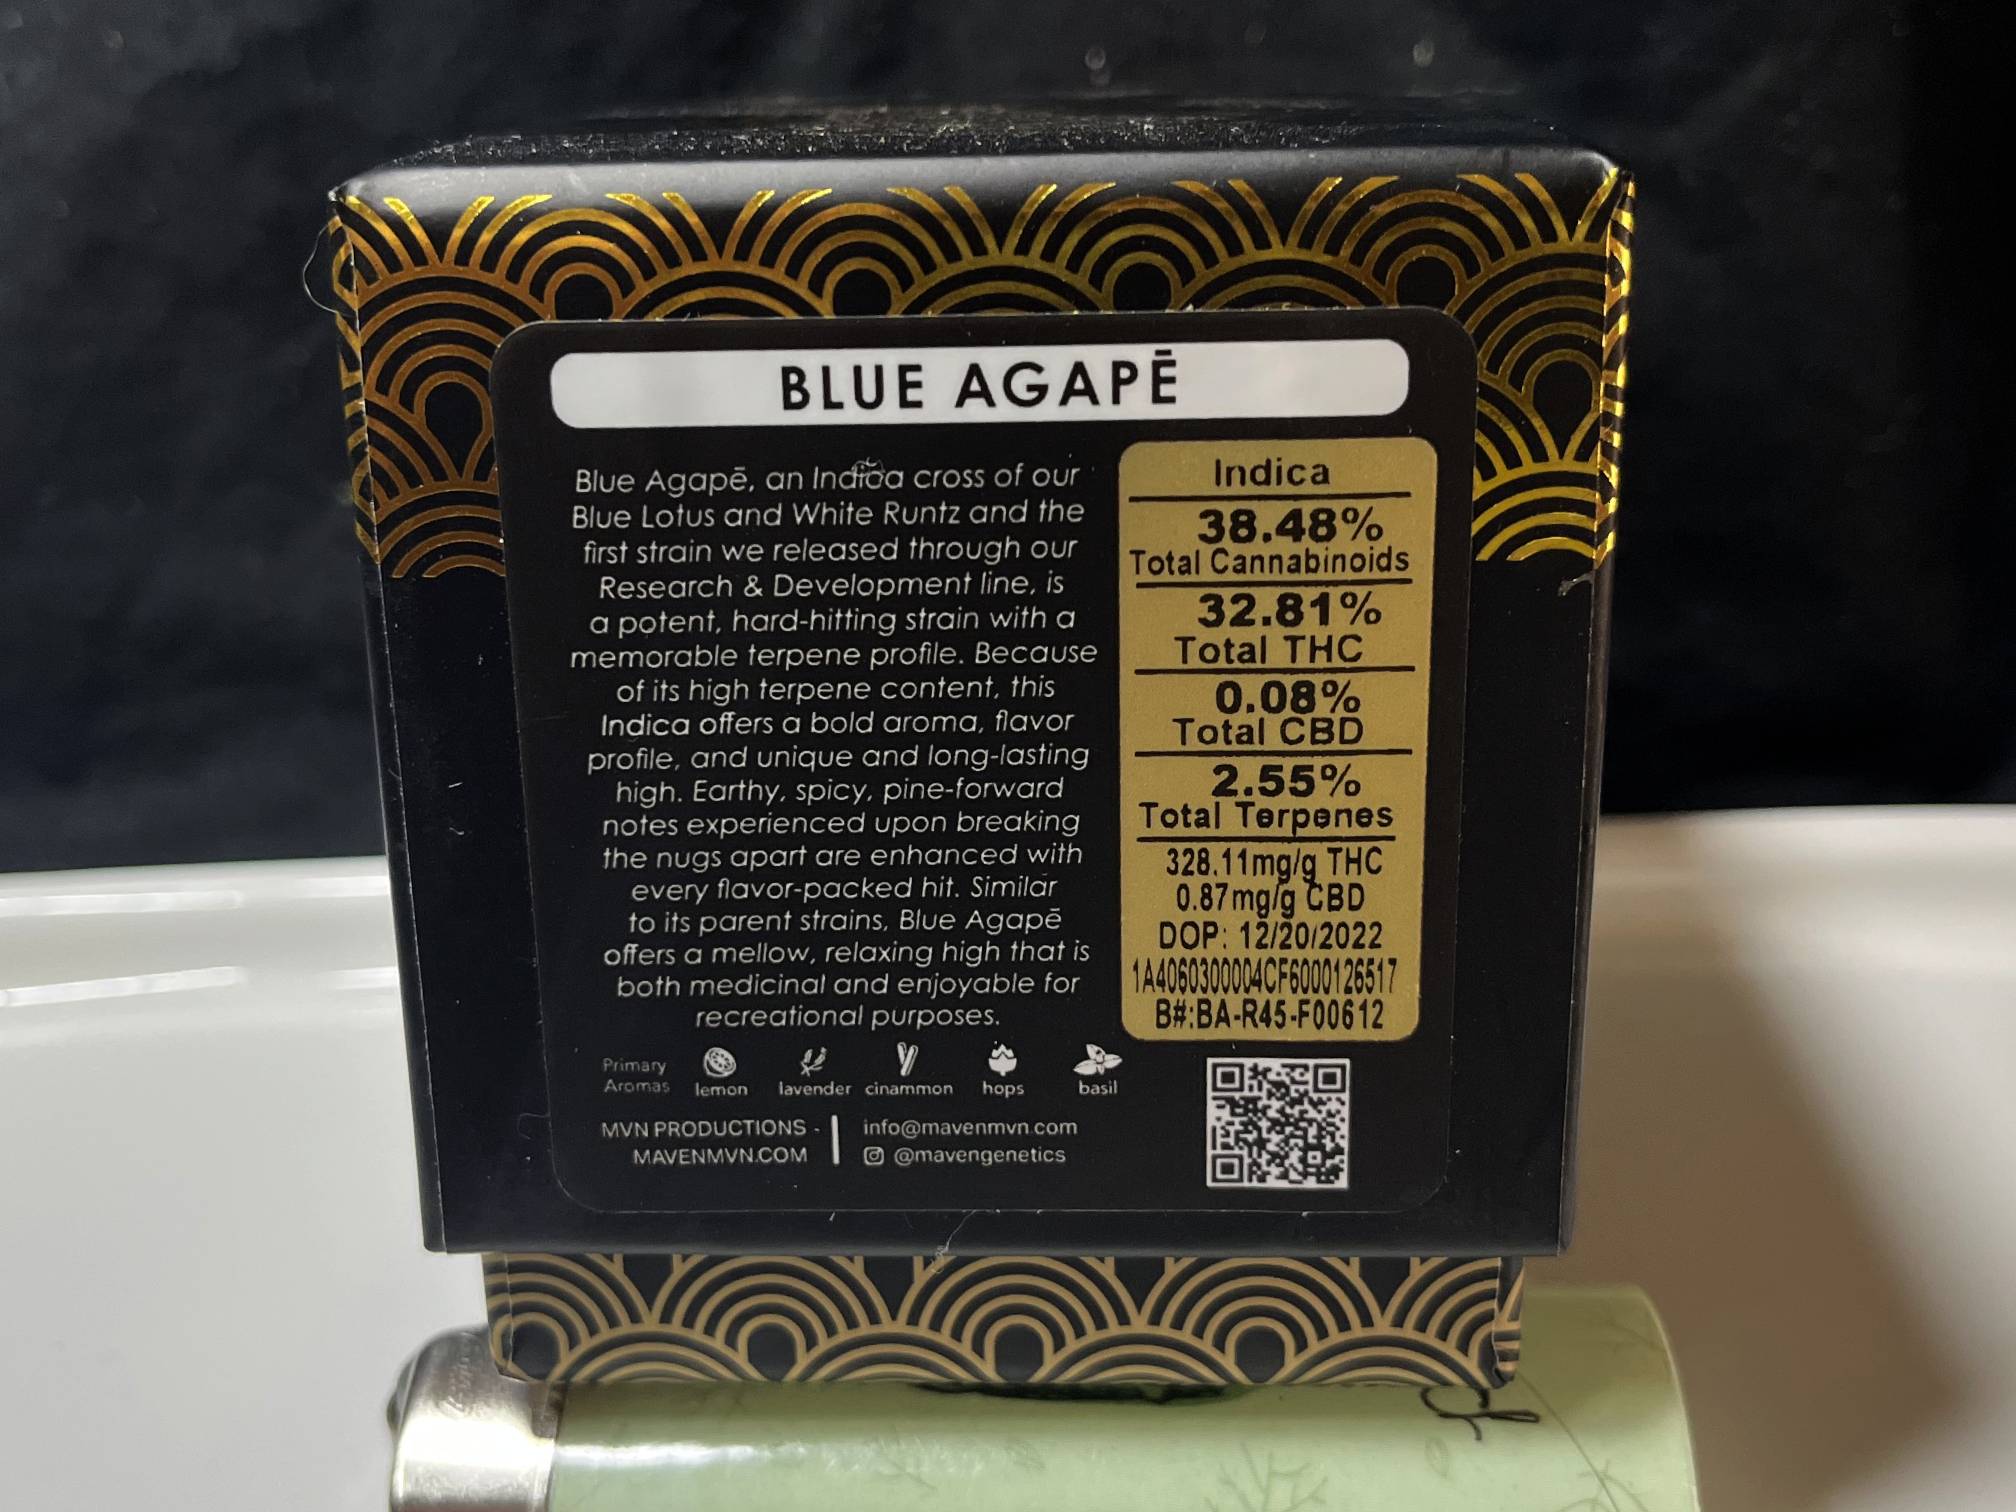 BLUE AGAPĒ
Blue Agapē, an Indica cross of our
Blue Lotus and White Runtz and the
first strain we released through our
Research & Development line, is
a potent, hard-hitting strain with a
memorable terpene profile. Because
of its high terpene content, this
Indica offers a bold aroma, flavor
profile, and unique and long-lasting
high. Earthy, spicy, pine-forward
notes experienced upon breaking
the nugs apart are enhanced with
every flavor-packed hit. Similar
to its parent strains, Blue Agapē
offers a mellow, relaxing high that is
both medicinal and enjoyable for
recreational purposes.
Indica
38.48%
Total Cannabinoids
32.81%
Total THC
0.08%
Total CBD
2.55%
Total Terpenes
328.11mg/g THC
0.87mg/g CBD
DOP: 12/20/2022
1A4060300004CF6000126517
B#:BA-R45-F00612
Primary
Aromas
lemon
lavender
cinammon
hops
basil
MVN PRODUCTIONS -
MAVENMVN.COM
info@mavenmvn.com
@mavengenetics